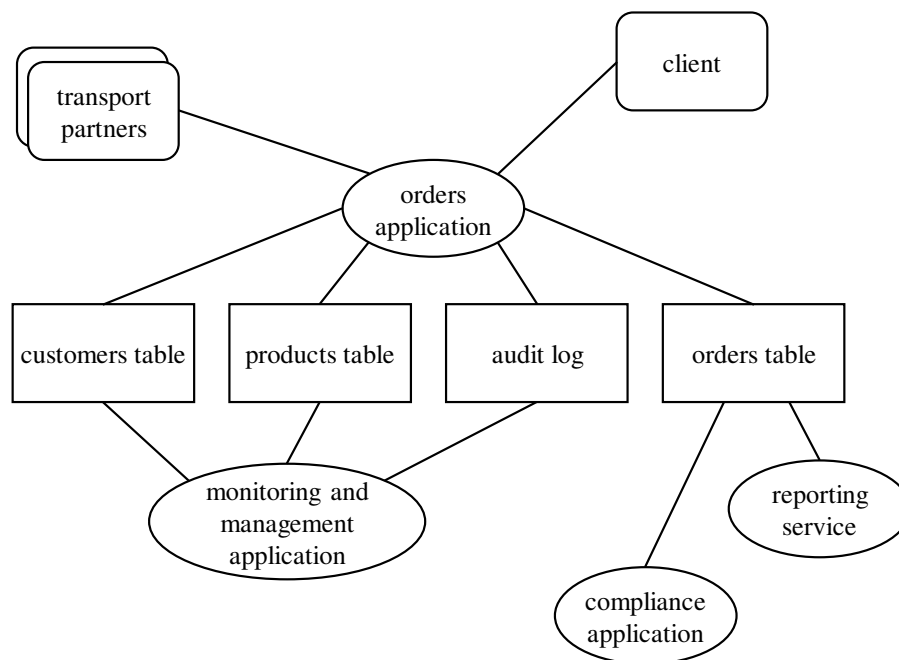 transport
partners
client
orders
application
customers table
products table
audit log
orders table
monitoring and
management
application
reporting
service
compliance
application